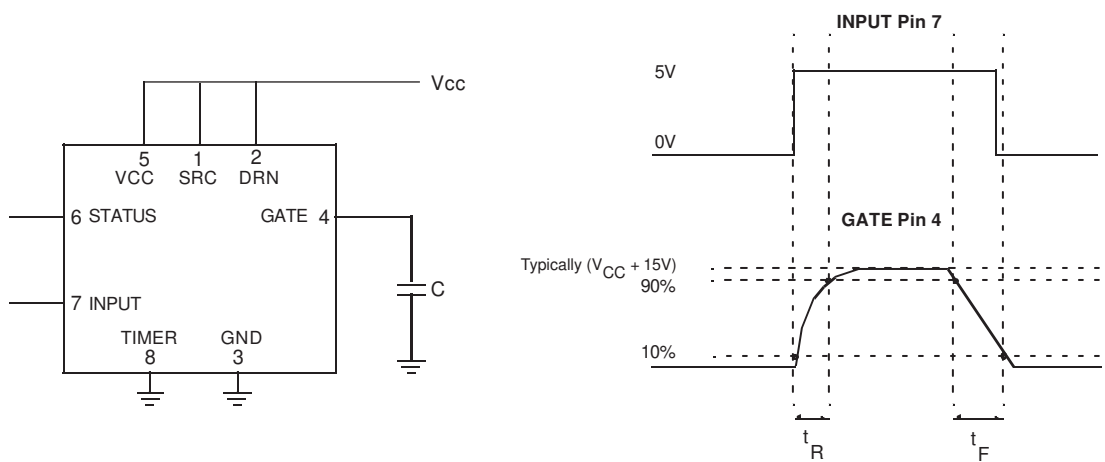 Vcc
5 1 2
VCC SRC DRN
6 STATUS
GATE 4
7 INPUT
C
TIMER GND
8 3
INPUT Pin 7
5V
0V
GATE Pin 4
Typically (VCC + 15V)
90%
10%
tR
tF